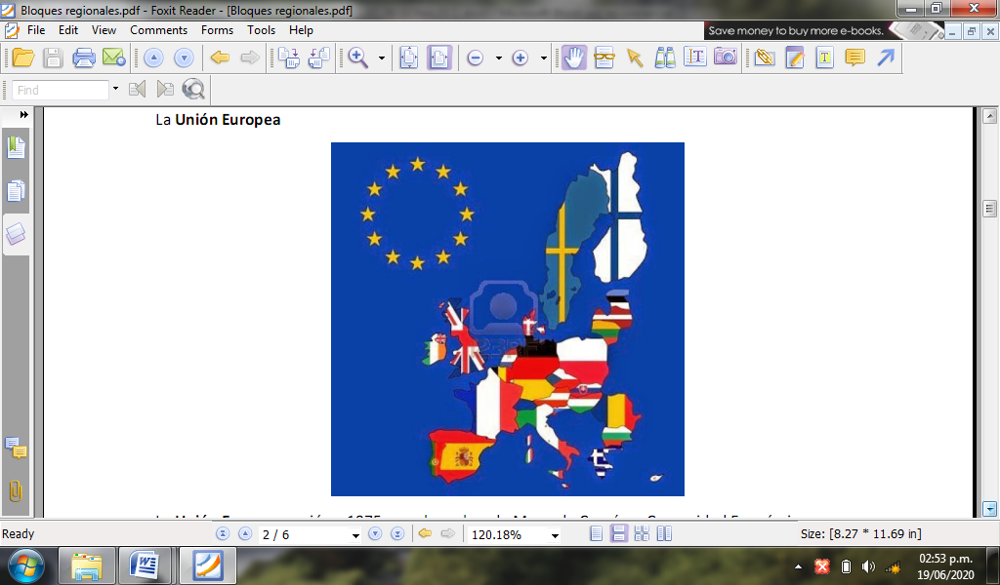 Bloques regionales.pdf - Foxit Reader - [Bloques regionales.pdf]
File Edit View Comments Forms Tools Help
Save money to buy more e-books.
Find
La Unión Europea
Ready
2 / 6
120.18%
Size: [8.27 * 11.69 in]
02:53 p.m.
19/06/2020